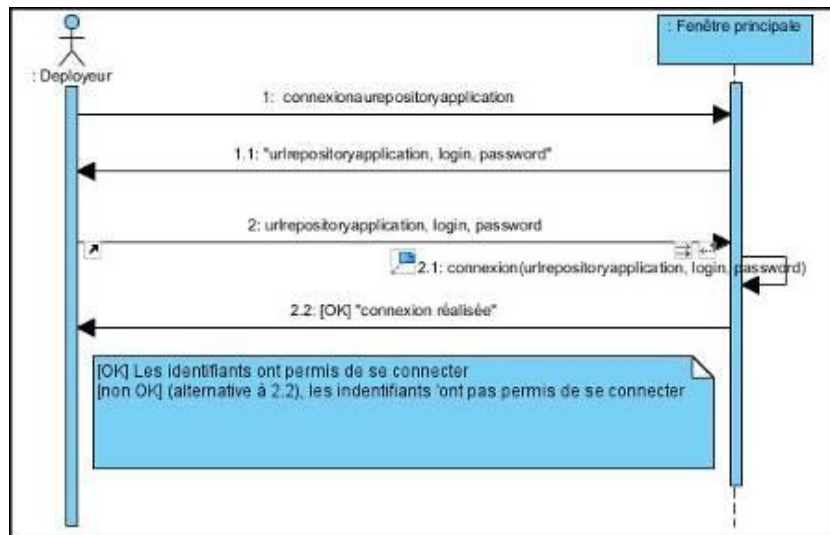 : Deployeur
: Fenêtre principale
1: connexionaurepositoryapplication
1.1: "urlrepositoryapplication, login, password"
2: urlrepositoryapplication, login, password
2.1: connexion(urlrepositoryapplication, login, password)
2.2: [OK] "connexion réalisée"
[OK] Les identifiants ont permis de se connecter
[non OK] (alternative à 2.2), les indentifiants 'ont pas permis de se connecter